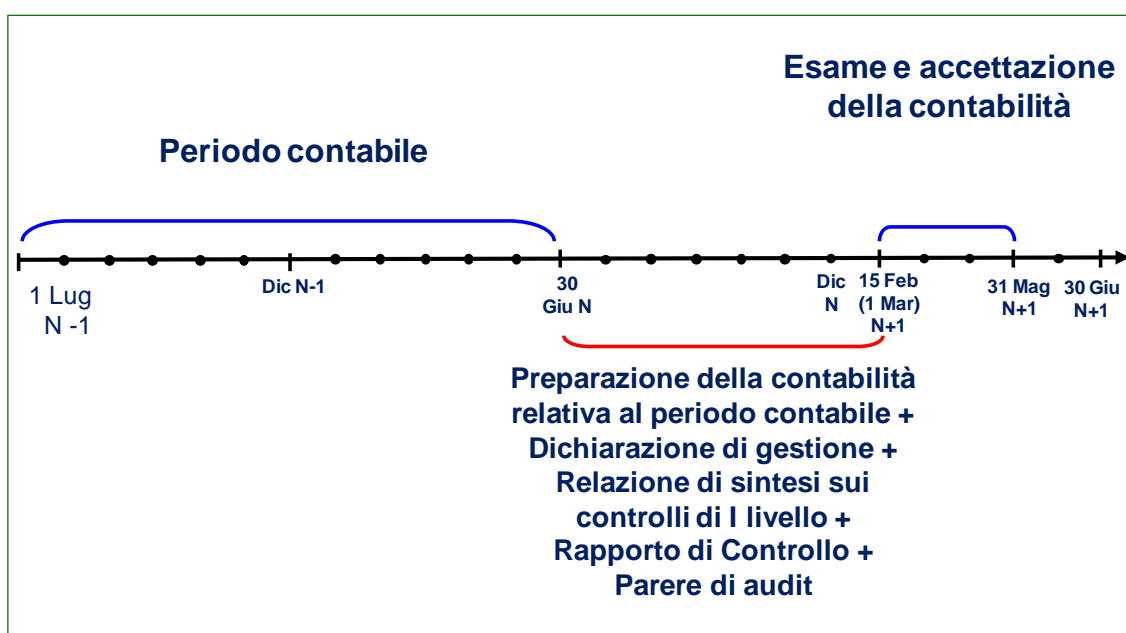 Esame e accettazione
della contabilità
Periodo contabile
1 Lug
N -1
Dic N-1
30
Giu N
Dic
N
15 Feb
(1 Mar)
N+1
31 Mag
N+1
30 Giu
N+1
Preparazione della contabilità
relativa al periodo contabile +
Dichiarazione di gestione +
Relazione di sintesi sui
controlli di I livello +
Rapporto di Controllo +
Parere di audit